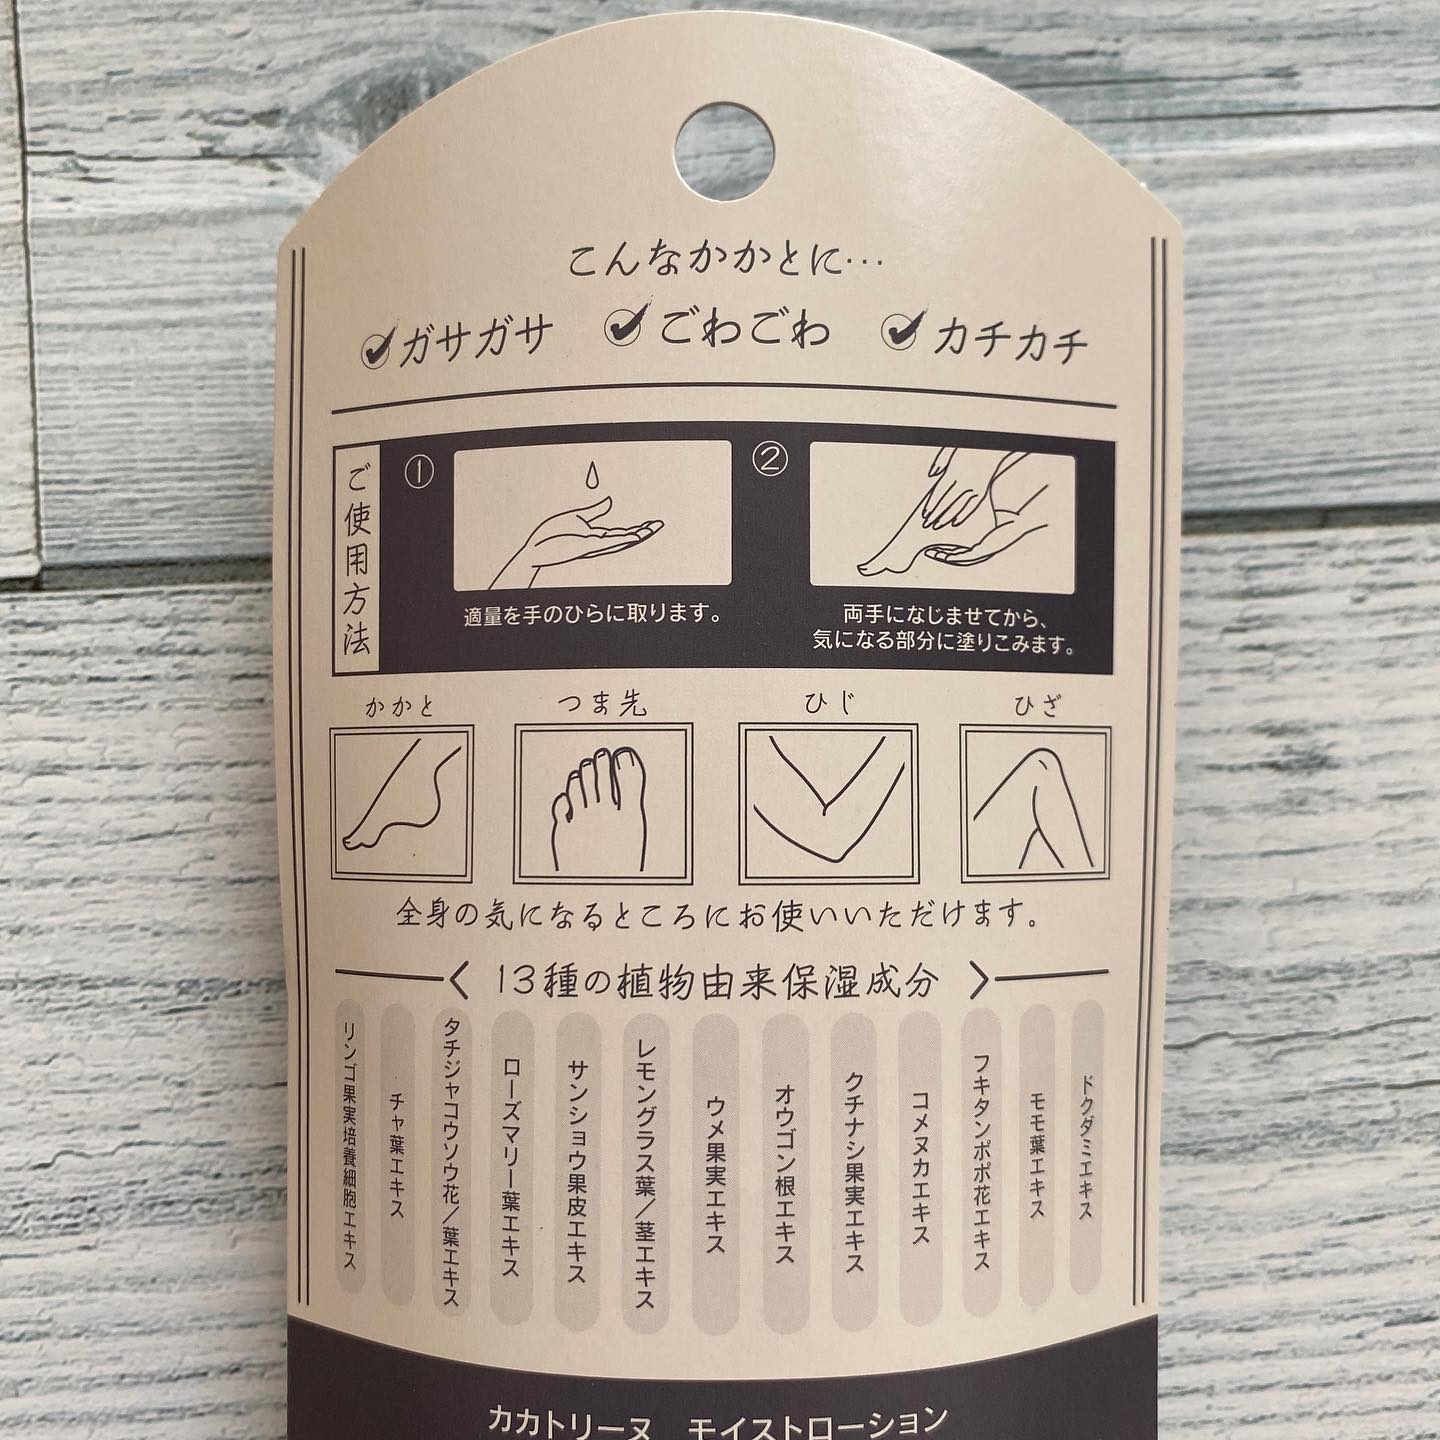 こんなかかとに…
ガサガサ ごわごわ カチカチ
ご使用方法
①
適量を手のひらに取ります。
②
両手になじませてから、
気になる部分に塗りこみます。
かかと つま先 ひじ ひざ
全身の気になるところにお使いいただけます。
13種の植物由来保湿成分
リンゴ果実培養細胞エキス
チャ葉エキス
タチジャコウソウ花/葉エキス
ローズマリー葉エキス
サンショウ果皮エキス
レモングラス葉/茎エキス
ウメ果実エキス
オウゴン根エキス
クチナシ果実エキス
コメヌカエキス
フキタンポポ花エキス
モモ葉エキス
ドクダミエキス
カカトリーヌ モイストローション